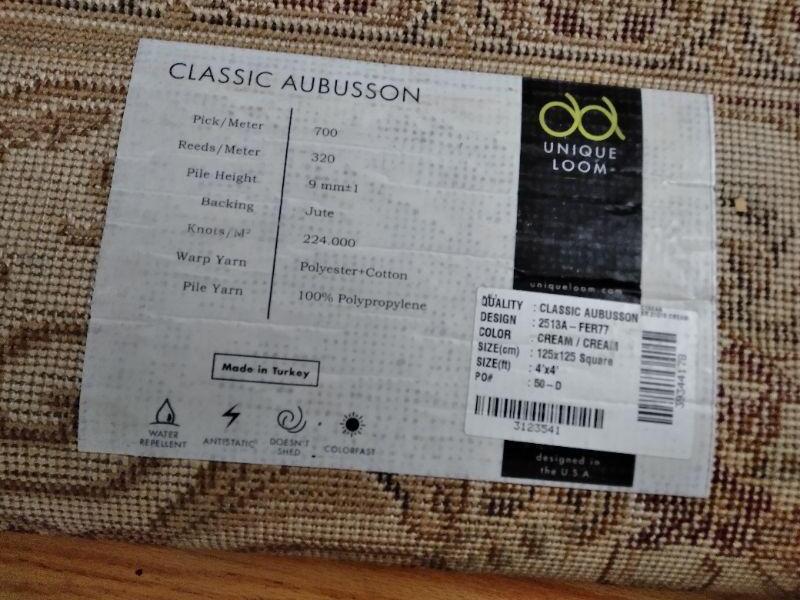 CLASSIC AUBUSSON
Pick/Meter 700
Reeds/Meter 320
Pile Height 9 mm±1
Backing Jute
Knots/M² 224.000
Warp Yarn Polyester+Cotton
Pile Yarn 100% Polypropylene
Made in Turkey
WATER REPELLENT
ANTISTATIC
DOESN'T SHED
COLORFAST
UNIQUE
LOOM
uniqueloom.com
QUALITY : CLASSIC AUBUSSON
DESIGN : 2513A-FER77
COLOR : CREAM / CREAM
SIZE(cm) : 125x125 Square
SIZE(ft) : 4'x4'
PO# : 50-D
3123541
39344178
designed in
the U.S.A